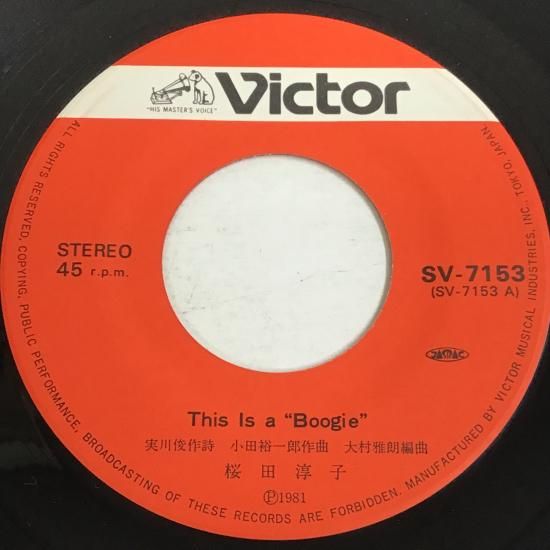 "HIS MASTER'S VOICE"
Victor
STEREO
45 r.p.m.
SV-7153
(SV-7153 A)
JASRAC
This Is a "Boogie"
実川俊作詩 小田裕一郎作曲 大村雅朗編曲
桜田淳子
Ⓟ1981
ALL RIGHTS RESERVED. COPYING, PUBLIC PERFORMANCE, BROADCASTING OF THESE RECORDS ARE FORBIDDEN. MANUFACTURED BY VICTOR MUSICAL INDUSTRIES, INC., TOKYO, JAPAN